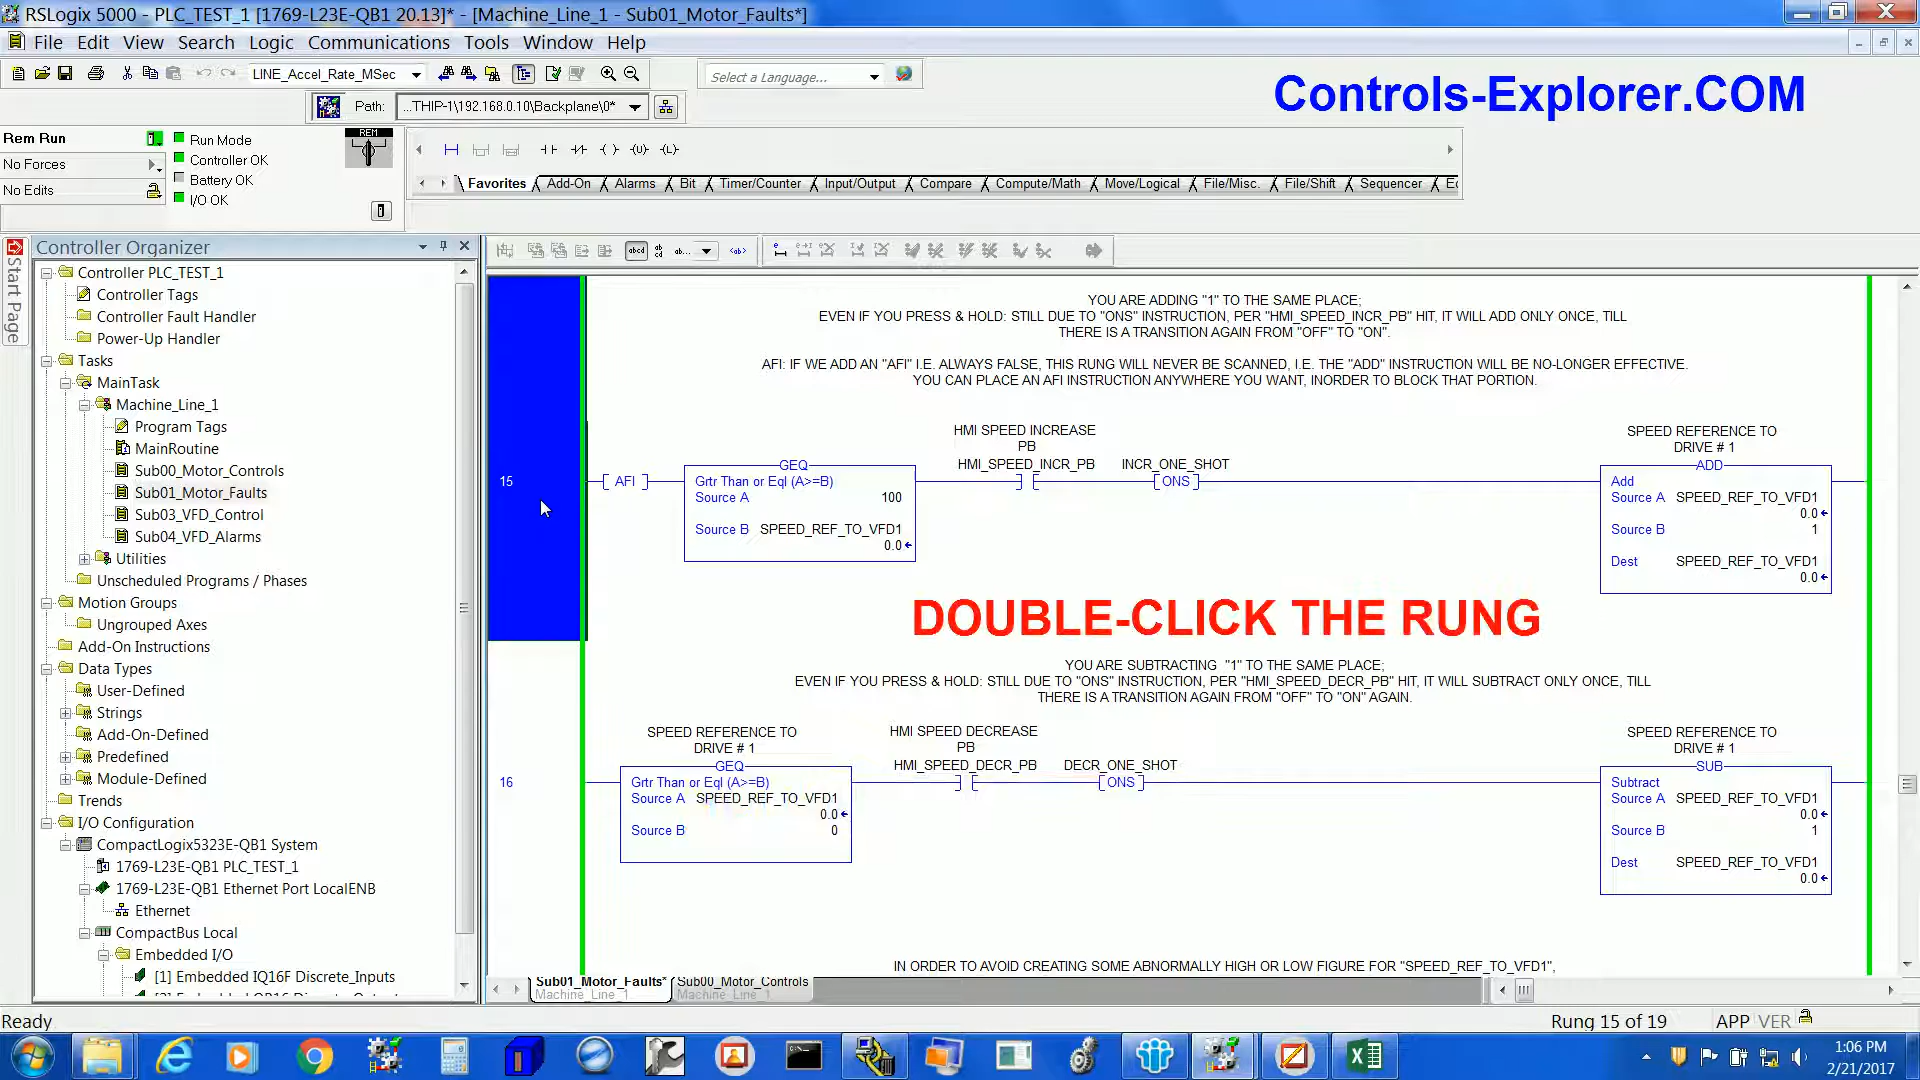 RSLogix 5000 - PLC_TEST_1 [1769-L23E-QB1 20.13]* - [Machine_Line_1 - Sub01_Motor_Faults*]
File Edit View Search Logic Communications Tools Window Help
LINE_Accel_Rate_MSec
Select a Language...
Path: ...THIP-1\192.168.0.10\Backplane\0*
Controls-Explorer.COM
Rem Run
No Forces
No Edits
Run Mode
Controller OK
Battery OK
I/O OK
REM
Favorites Add-On Alarms Bit Timer/Counter Input/Output Compare Compute/Math Move/Logical File/Misc. File/Shift Sequencer
Start Page
Controller Organizer
Controller PLC_TEST_1
Controller Tags
Controller Fault Handler
Power-Up Handler
Tasks
MainTask
Machine_Line_1
Program Tags
MainRoutine
Sub00_Motor_Controls
Sub01_Motor_Faults
Sub03_VFD_Control
Sub04_VFD_Alarms
Utilities
Unscheduled Programs / Phases
Motion Groups
Ungrouped Axes
Add-On Instructions
Data Types
User-Defined
Strings
Add-On-Defined
Predefined
Module-Defined
Trends
I/O Configuration
CompactLogix5323E-QB1 System
1769-L23E-QB1 PLC_TEST_1
1769-L23E-QB1 Ethernet Port LocalENB
Ethernet
CompactBus Local
Embedded I/O
[1] Embedded IQ16F Discrete_Inputs
YOU ARE ADDING "1" TO THE SAME PLACE;
EVEN IF YOU PRESS & HOLD: STILL DUE TO "ONS" INSTRUCTION, PER "HMI_SPEED_INCR_PB" HIT, IT WILL ADD ONLY ONCE, TILL
THERE IS A TRANSITION AGAIN FROM "OFF" TO "ON".
AFI: IF WE ADD AN "AFI" I.E. ALWAYS FALSE, THIS RUNG WILL NEVER BE SCANNED, I.E. THE "ADD" INSTRUCTION WILL BE NO-LONGER EFFECTIVE.
YOU CAN PLACE AN AFI INSTRUCTION ANYWHERE YOU WANT, INORDER TO BLOCK THAT PORTION.
15
AFI
GEQ
Grtr Than or Eql (A>=B)
Source A 100
Source B SPEED_REF_TO_VFD1
0.0
HMI SPEED INCREASE
PB
HMI_SPEED_INCR_PB
INCR_ONE_SHOT
ONS
SPEED REFERENCE TO
DRIVE # 1
ADD
Add
Source A SPEED_REF_TO_VFD1
0.0
Source B 1
Dest SPEED_REF_TO_VFD1
0.0
DOUBLE-CLICK THE RUNG
YOU ARE SUBTRACTING "1" TO THE SAME PLACE;
EVEN IF YOU PRESS & HOLD: STILL DUE TO "ONS" INSTRUCTION, PER "HMI_SPEED_DECR_PB" HIT, IT WILL SUBTRACT ONLY ONCE, TILL
THERE IS A TRANSITION AGAIN FROM "OFF" TO "ON" AGAIN.
16
SPEED REFERENCE TO
DRIVE # 1
GEQ
Grtr Than or Eql (A>=B)
Source A SPEED_REF_TO_VFD1
0.0
Source B 0
HMI SPEED DECREASE
PB
HMI_SPEED_DECR_PB
DECR_ONE_SHOT
ONS
SPEED REFERENCE TO
DRIVE # 1
SUB
Subtract
Source A SPEED_REF_TO_VFD1
0.0
Source B 1
Dest SPEED_REF_TO_VFD1
0.0
IN ORDER TO AVOID CREATING SOME ABNORMALLY HIGH OR LOW FIGURE FOR "SPEED_REF_TO_VFD1",
Sub01_Motor_Faults* Sub00_Motor_Controls
Machine_Line_1 Machine_Line_1
Ready
Rung 15 of 19
APP VER
1:06 PM
2/21/2017